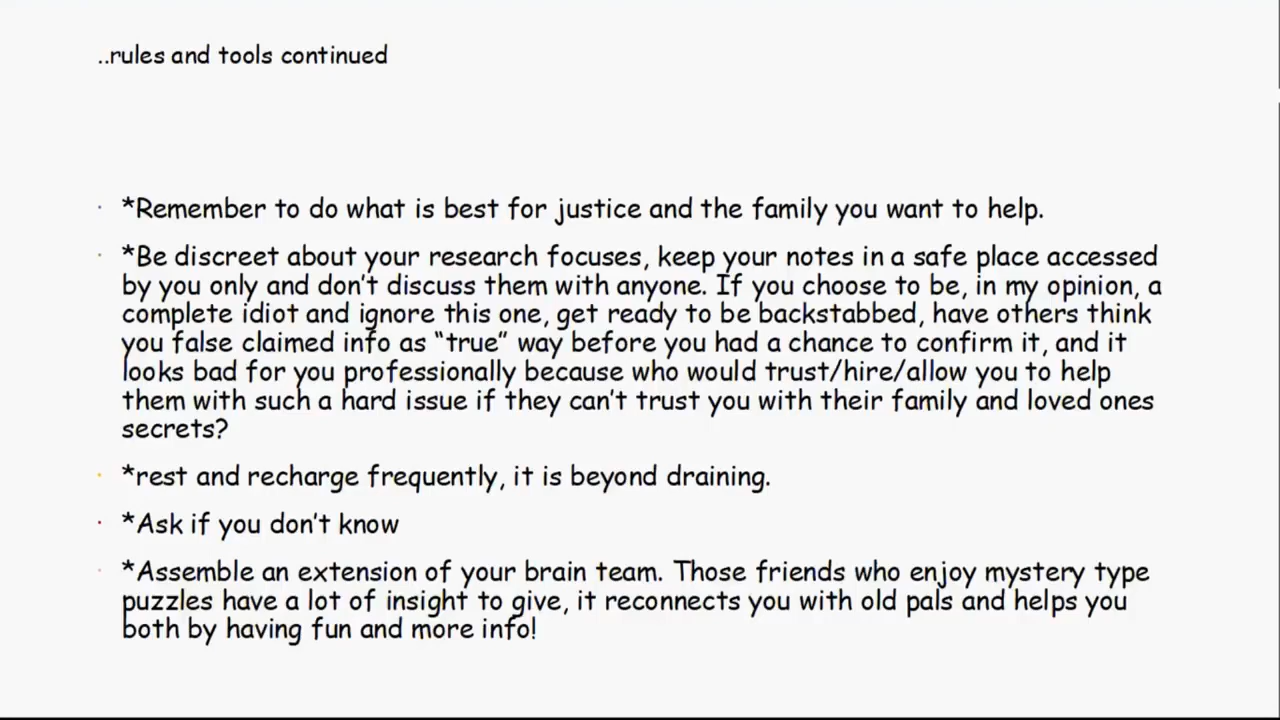 ..rules and tools continued
· *Remember to do what is best for justice and the family you want to help.
· *Be discreet about your research focuses, keep your notes in a safe place accessed
by you only and don’t discuss them with anyone. If you choose to be, in my opinion, a
complete idiot and ignore this one, get ready to be backstabbed, have others think
you false claimed info as “true” way before you had a chance to confirm it, and it
looks bad for you professionally because who would trust/hire/allow you to help
them with such a hard issue if they can’t trust you with their family and loved ones
secrets?
· *rest and recharge frequently, it is beyond draining.
· *Ask if you don’t know
· *Assemble an extension of your brain team. Those friends who enjoy mystery type
puzzles have a lot of insight to give, it reconnects you with old pals and helps you
both by having fun and more info!